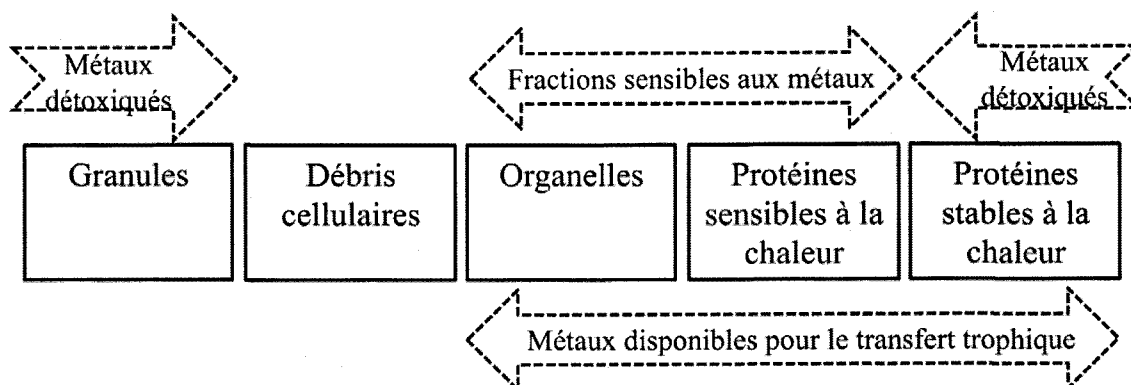 Métaux
détoxiqués
Fractions sensibles aux métaux
Métaux
détoxiqués
Granules
Débris
cellulaires
Organelles
Protéines
sensibles à la
chaleur
Protéines
stables à la
chaleur
Métaux disponibles pour le transfert trophique